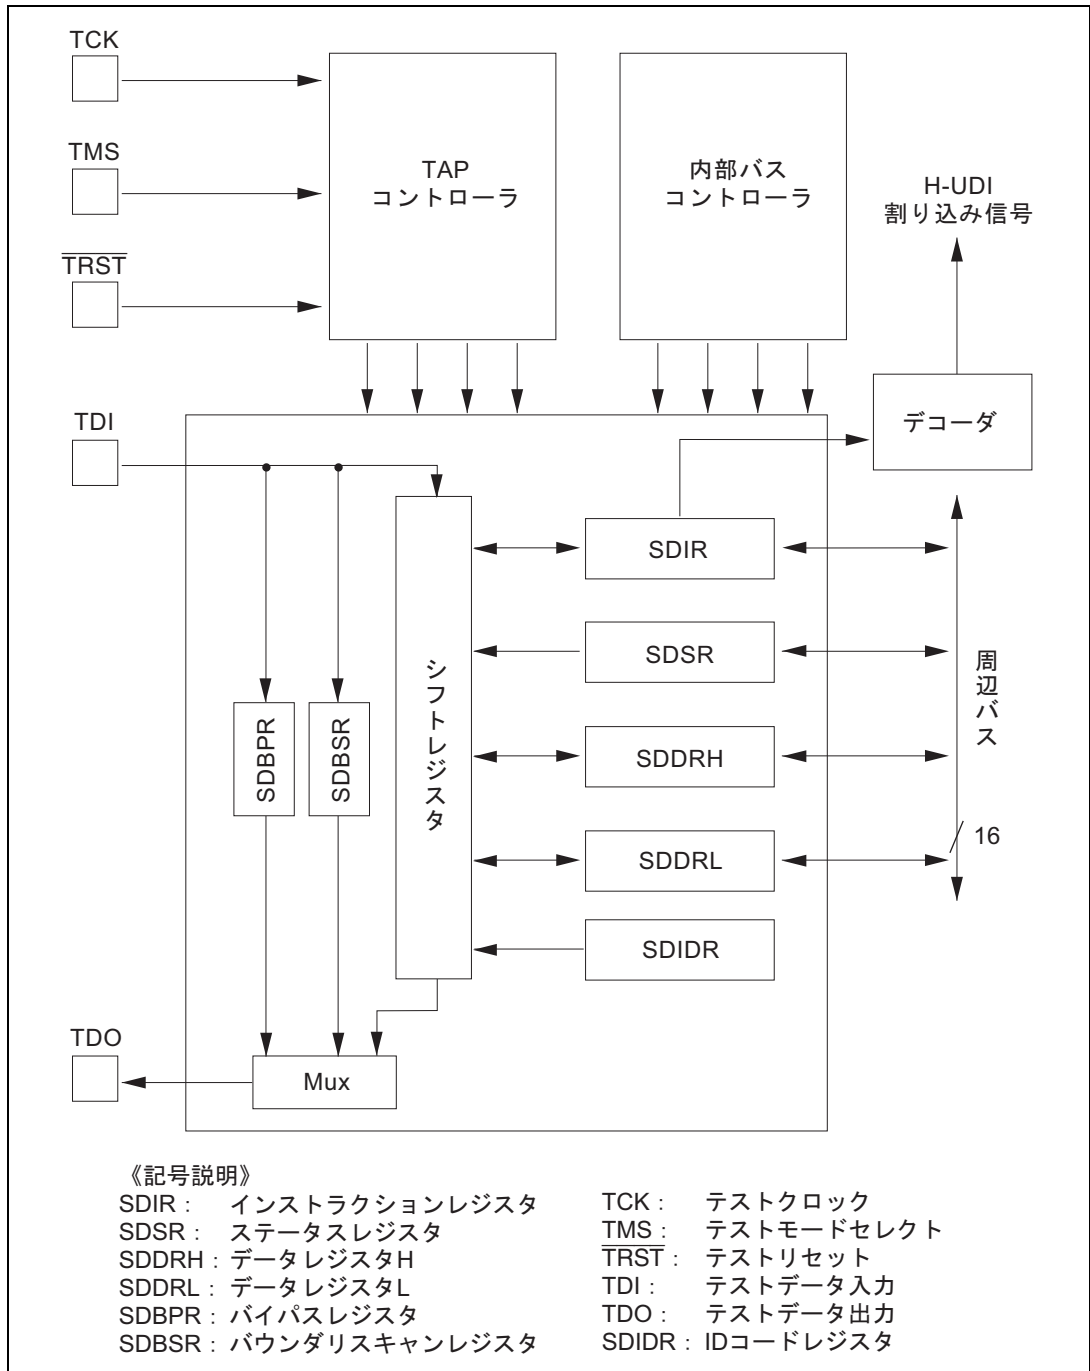 TCK
TMS
TRST
TDI
TDO
TAP
コントローラ
内部バス
コントローラ
H-UDI
割り込み信号
デコーダ
シフトレジスタ
SDBPR
SDBSR
SDIR
SDSR
SDDRH
SDDRL
SDIDR
周辺バス
16
Mux
《記号説明》
SDIR： インストラクションレジスタ
SDSR： ステータスレジスタ
SDDRH： データレジスタH
SDDRL： データレジスタL
SDBPR： バイパスレジスタ
SDBSR： バウンダリスキャンレジスタ
TCK： テストクロック
TMS： テストモードセレクト
TRST： テストリセット
TDI： テストデータ入力
TDO： テストデータ出力
SDIDR： IDコードレジスタ